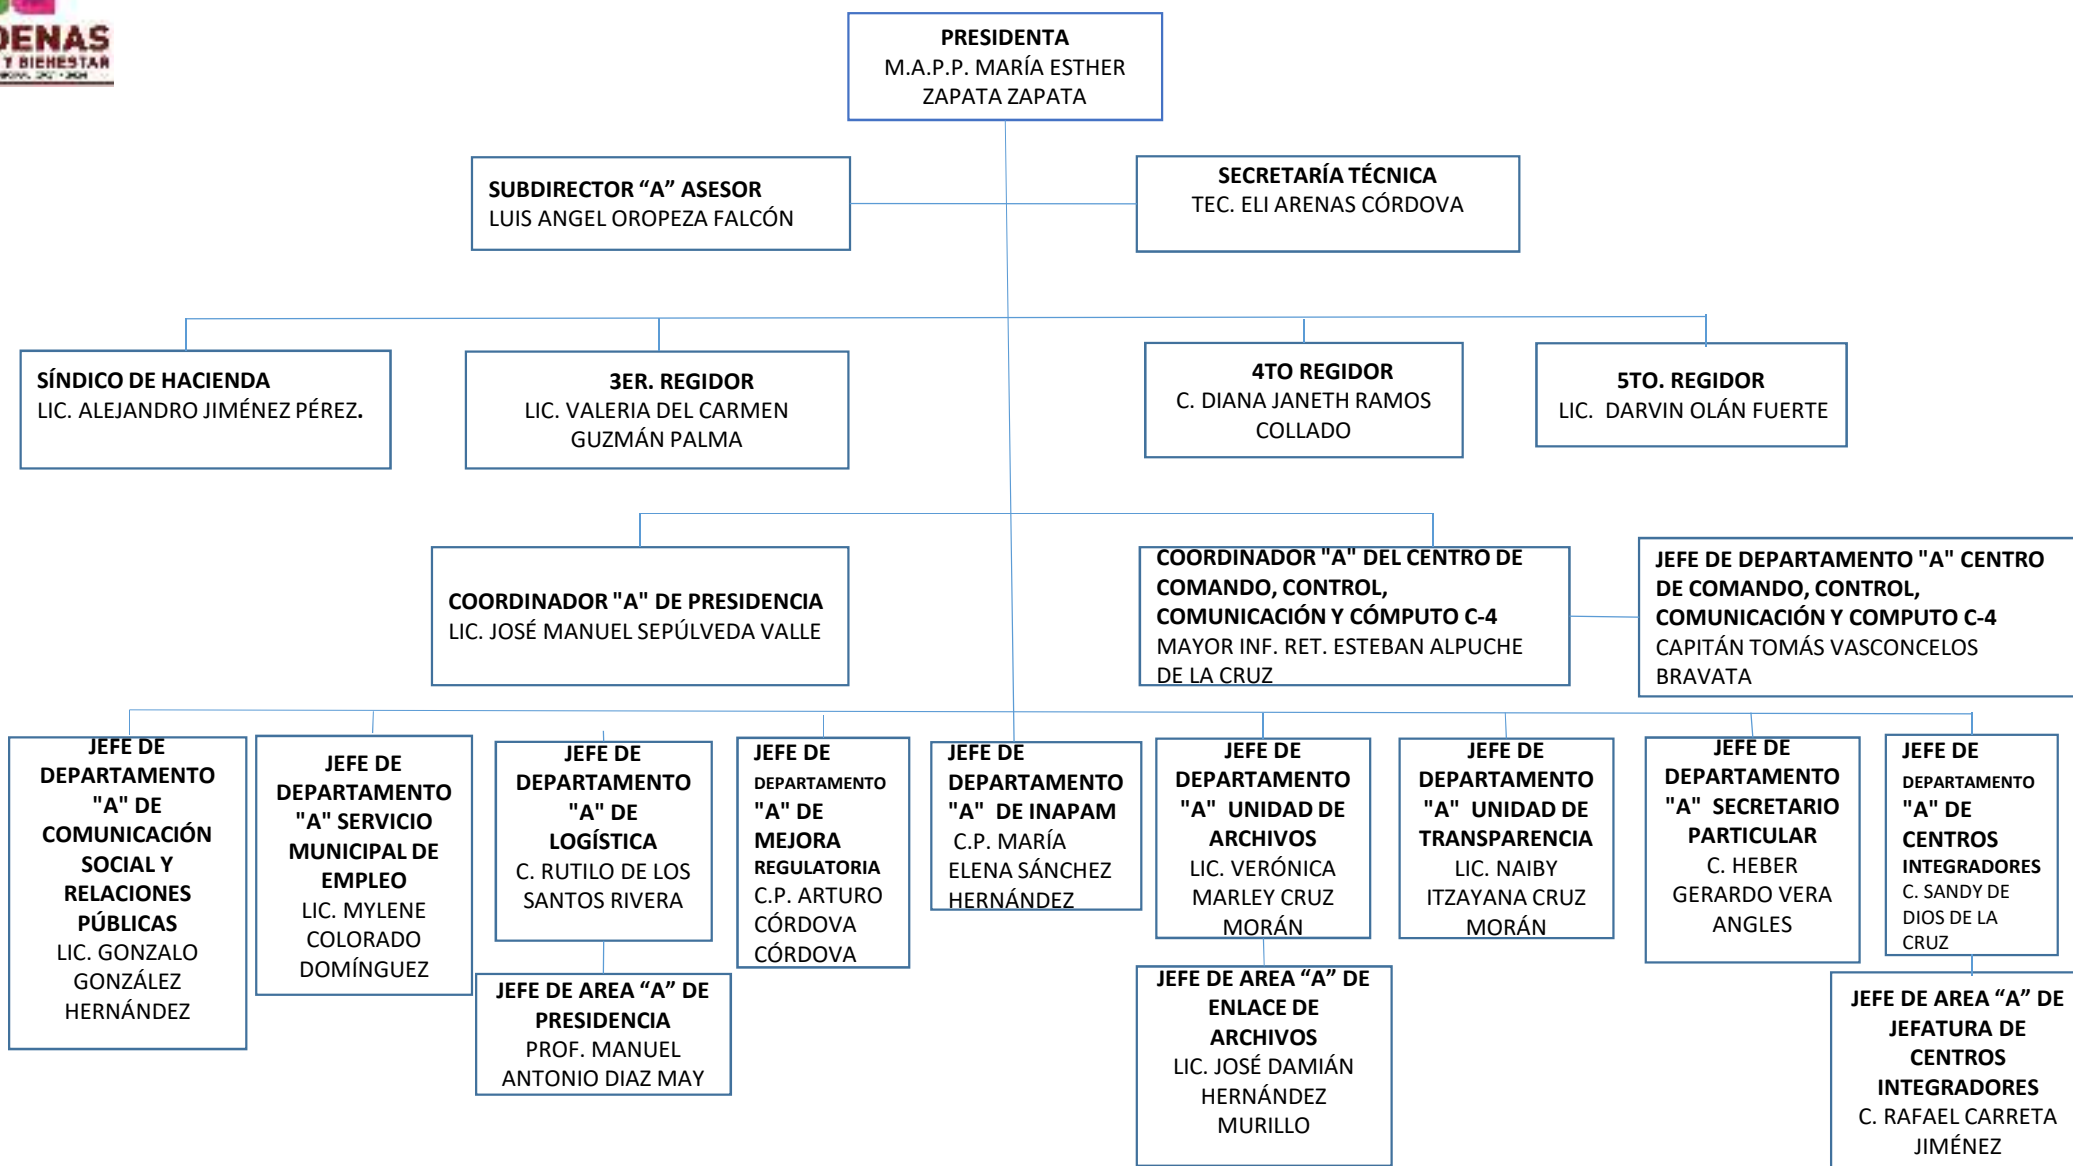 DENAS
Y BIENESTAR
PRESIDENTA
M.A.P.P. MARÍA ESTHER
ZAPATA ZAPATA
SUBDIRECTOR “A” ASESOR
LUIS ANGEL OROPEZA FALCÓN
SECRETARÍA TÉCNICA
TEC. ELI ARENAS CÓRDOVA
SÍNDICO DE HACIENDA
LIC. ALEJANDRO JIMÉNEZ PÉREZ.
3ER. REGIDOR
LIC. VALERIA DEL CARMEN
GUZMÁN PALMA
4TO REGIDOR
C. DIANA JANETH RAMOS
COLLADO
5TO. REGIDOR
LIC. DARVIN OLÁN FUERTE
COORDINADOR "A" DE PRESIDENCIA
LIC. JOSÉ MANUEL SEPÚLVEDA VALLE
COORDINADOR "A" DEL CENTRO DE
COMANDO, CONTROL,
COMUNICACIÓN Y CÓMPUTO C-4
MAYOR INF. RET. ESTEBAN ALPUCHE
DE LA CRUZ
JEFE DE DEPARTAMENTO "A" CENTRO
DE COMANDO, CONTROL,
COMUNICACIÓN Y COMPUTO C-4
CAPITÁN TOMÁS VASCONCELOS
BRAVATA
JEFE DE
DEPARTAMENTO
"A" DE
COMUNICACIÓN
SOCIAL Y
RELACIONES
PÚBLICAS
LIC. GONZALO
GONZÁLEZ
HERNÁNDEZ
JEFE DE
DEPARTAMENTO
"A" SERVICIO
MUNICIPAL DE
EMPLEO
LIC. MYLENE
COLORADO
DOMÍNGUEZ
JEFE DE
DEPARTAMENTO
"A" DE
LOGÍSTICA
C. RUTILO DE LOS
SANTOS RIVERA
JEFE DE AREA “A” DE
PRESIDENCIA
PROF. MANUEL
ANTONIO DIAZ MAY
JEFE DE
DEPARTAMENTO
"A" DE
MEJORA
REGULATORIA
C.P. ARTURO
CÓRDOVA
CÓRDOVA
JEFE DE
DEPARTAMENTO
"A" DE INAPAM
C.P. MARÍA
ELENA SÁNCHEZ
HERNÁNDEZ
JEFE DE
DEPARTAMENTO
"A" UNIDAD DE
ARCHIVOS
LIC. VERÓNICA
MARLEY CRUZ
MORÁN
JEFE DE AREA “A” DE
ENLACE DE
ARCHIVOS
LIC. JOSÉ DAMIÁN
HERNÁNDEZ
MURILLO
JEFE DE
DEPARTAMENTO
"A" UNIDAD DE
TRANSPARENCIA
LIC. NAIBY
ITZAYANA CRUZ
MORÁN
JEFE DE
DEPARTAMENTO
"A" SECRETARIO
PARTICULAR
C. HEBER
GERARDO VERA
ANGLES
JEFE DE
DEPARTAMENTO
"A" DE
CENTROS
INTEGRADORES
C. SANDY DE
DIOS DE LA
CRUZ
JEFE DE AREA “A” DE
JEFATURA DE
CENTROS
INTEGRADORES
C. RAFAEL CARRETA
JIMÉNEZ